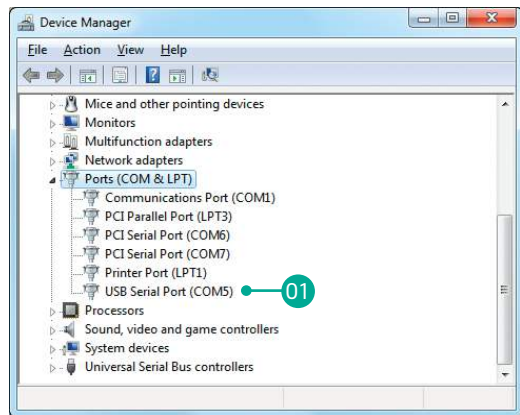 Device Manager
File Action View Help
Mice and other pointing devices
Monitors
Multifunction adapters
Network adapters
Ports (COM & LPT)
Communications Port (COM1)
PCI Parallel Port (LPT3)
PCI Serial Port (COM6)
PCI Serial Port (COM7)
Printer Port (LPT1)
USB Serial Port (COM5) 01
Processors
Sound, video and game controllers
System devices
Universal Serial Bus controllers